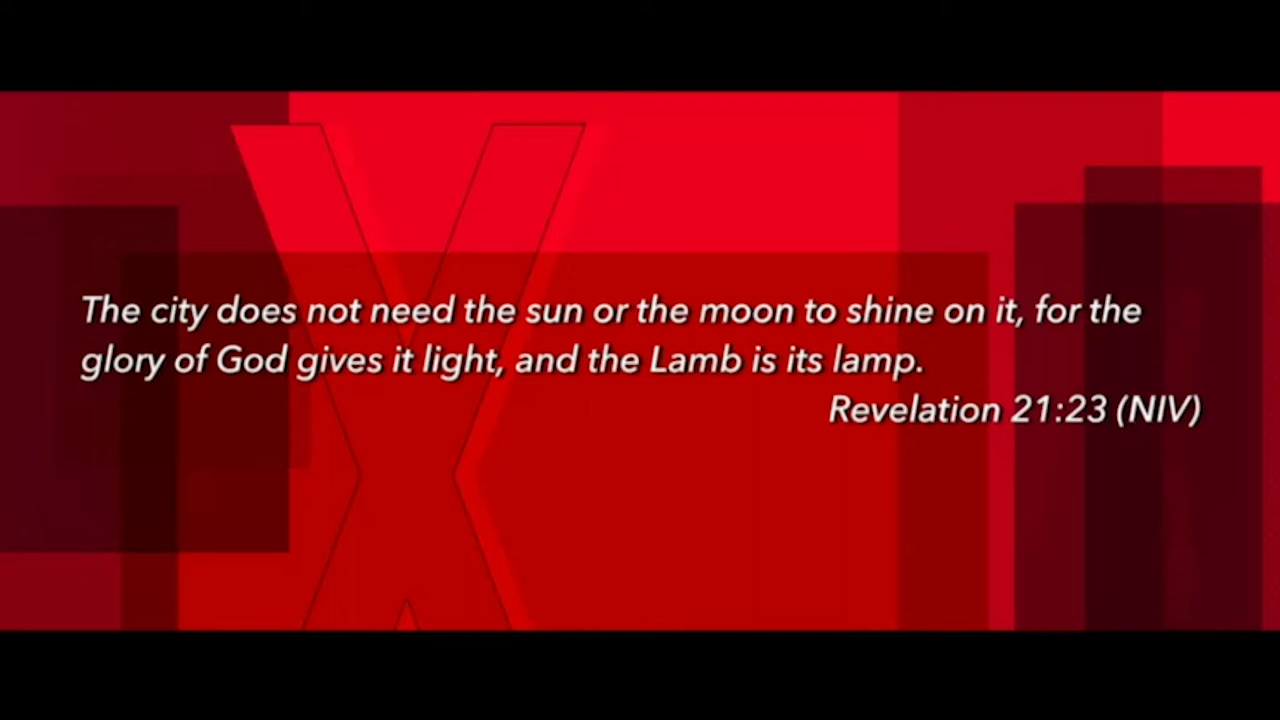 The city does not need the sun or the moon to shine on it, for the
glory of God gives it light, and the Lamb is its lamp.
Revelation 21:23 (NIV)
X